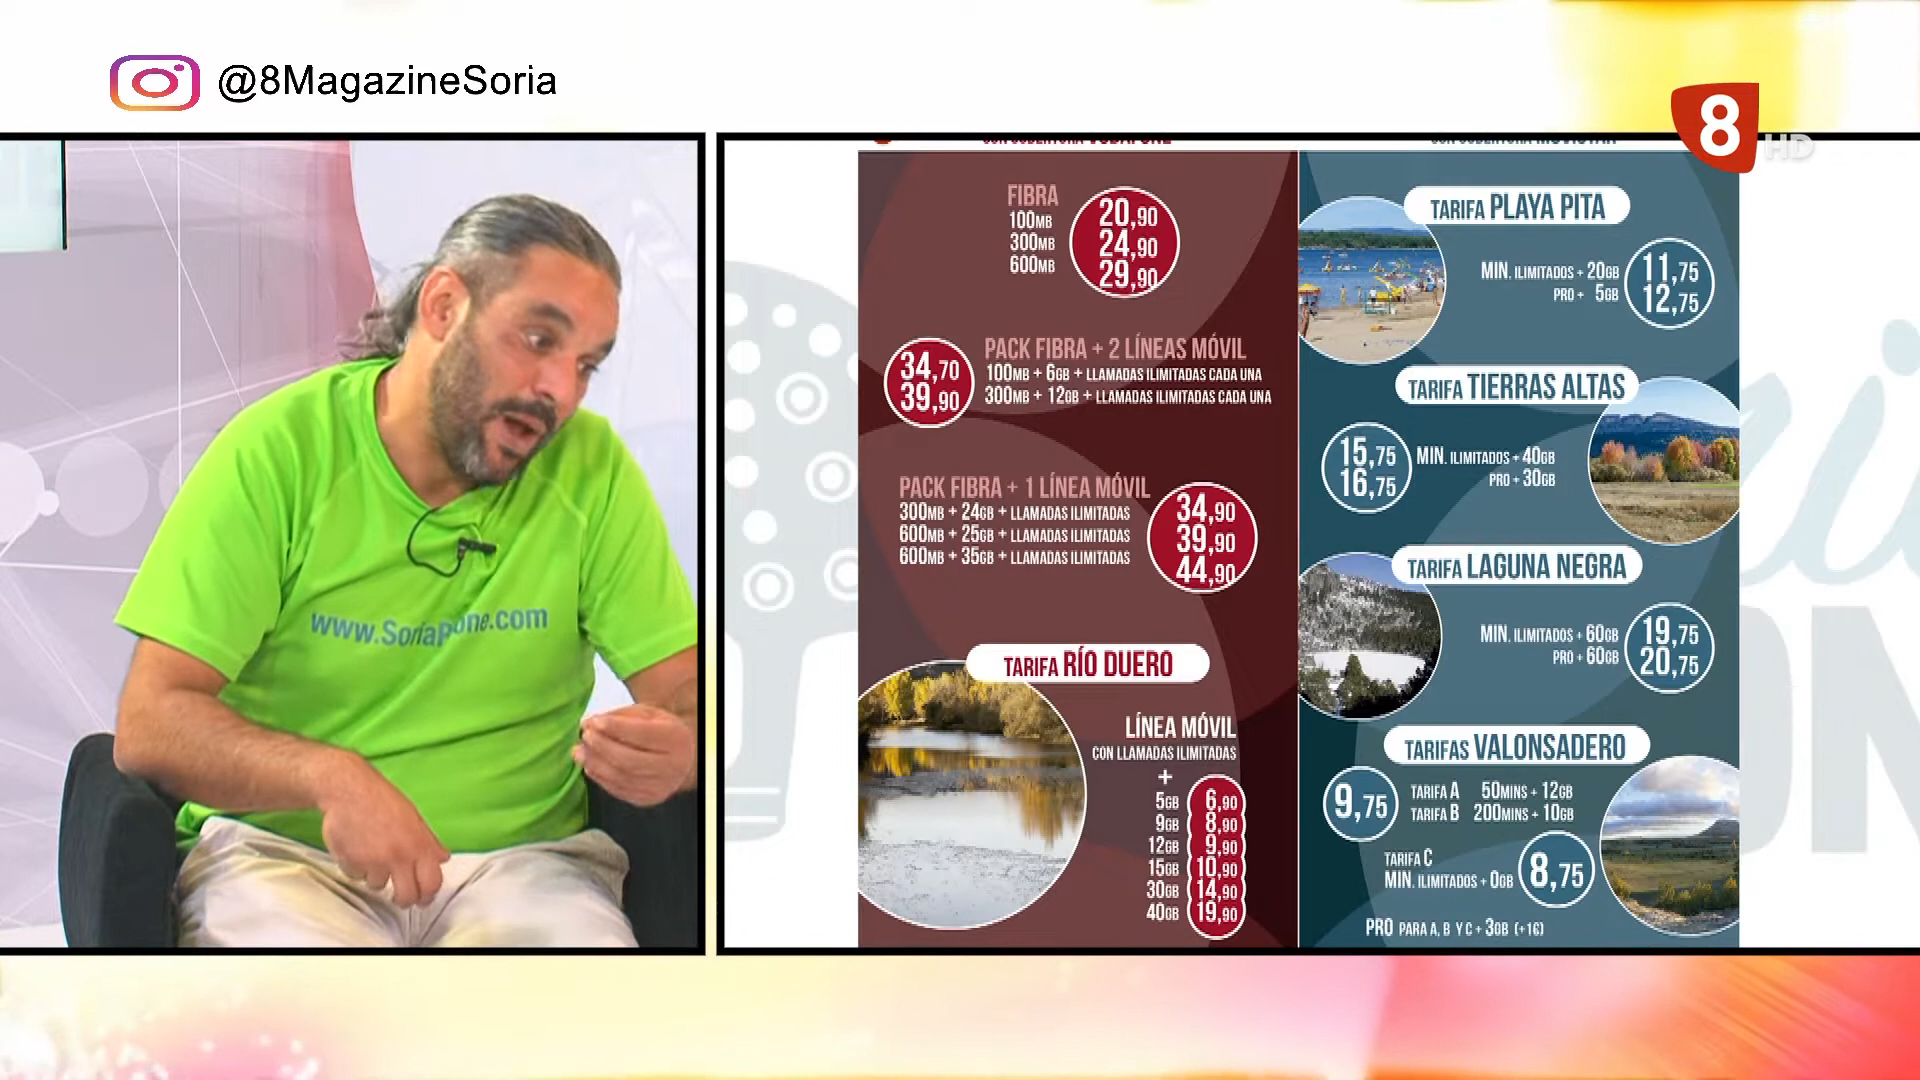 @8MagazineSoria
8
HD
CON COBERTURA VODAFONE
FIBRA
100MB
300MB
600MB
20,90
24,90
29,90
34,70
39,90
PACK FIBRA + 2 LÍNEAS MÓVIL
100MB + 6GB + LLAMADAS ILIMITADAS CADA UNA
300MB + 12GB + LLAMADAS ILIMITADAS CADA UNA
PACK FIBRA + 1 LÍNEA MÓVIL
300MB + 24GB + LLAMADAS ILIMITADAS
600MB + 25GB + LLAMADAS ILIMITADAS
600MB + 35GB + LLAMADAS ILIMITADAS
34,90
39,90
44,90
TARIFA RÍO DUERO
LÍNEA MÓVIL
CON LLAMADAS ILIMITADAS
+
5GB 6,90
9GB 8,90
12GB 9,90
15GB 10,90
30GB 14,90
40GB 19,90
CON COBERTURA MOVISTAR
TARIFA PLAYA PITA
MIN. ILIMITADOS + 20GB 11,75
PRO + 5GB 12,75
TARIFA TIERRAS ALTAS
15,75 MIN. ILIMITADOS + 40GB
16,75 PRO + 30GB
TARIFA LAGUNA NEGRA
MIN. ILIMITADOS + 60GB 19,75
PRO + 60GB 20,75
TARIFAS VALONSADERO
9,75
TARIFA A 50MINS + 12GB
TARIFA B 200MINS + 10GB
TARIFA C
MIN. ILIMITADOS + 0GB
8,75
PRO PARA A, B Y C + 3GB (+1€)
www.Soriapone.com